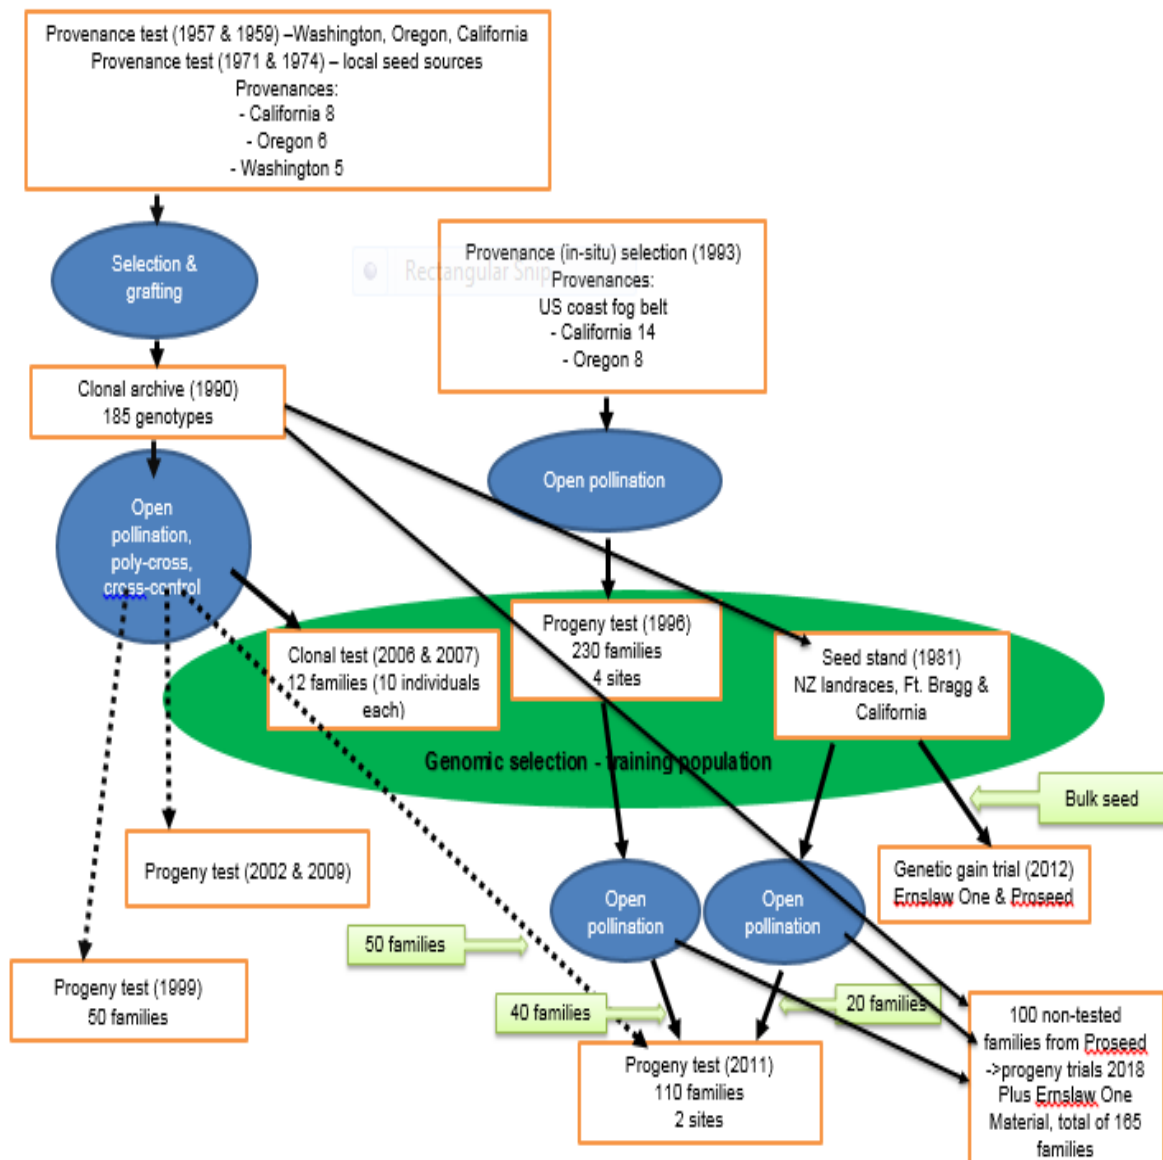 Provenance test (1957 & 1959) –Washington, Oregon, California
Provenance test (1971 & 1974) – local seed sources
Provenances:
- California 8
- Oregon 6
- Washington 5
Selection &
grafting
Provenance (in-situ) selection (1993)
Provenances:
US coast fog belt
- California 14
- Oregon 8
Rectangular Snip
Clonal archive (1990)
185 genotypes
Open pollination
Open
pollination,
poly-cross,
cross-control
Clonal test (2006 & 2007)
12 families (10 individuals
each)
Progeny test (1996)
230 families
4 sites
Seed stand (1981)
NZ landraces, Ft. Bragg &
California
Genomic selection - training population
Bulk seed
Progeny test (2002 & 2009)
Open
pollination
Open
pollination
Genetic gain trial (2012)
Ernslaw One & Proseed
50 families
Progeny test (1999)
50 families
40 families
20 families
Progeny test (2011)
110 families
2 sites
100 non-tested
families from Proseed
->progeny trials 2018
Plus Ernslaw One
Material, total of 165
families